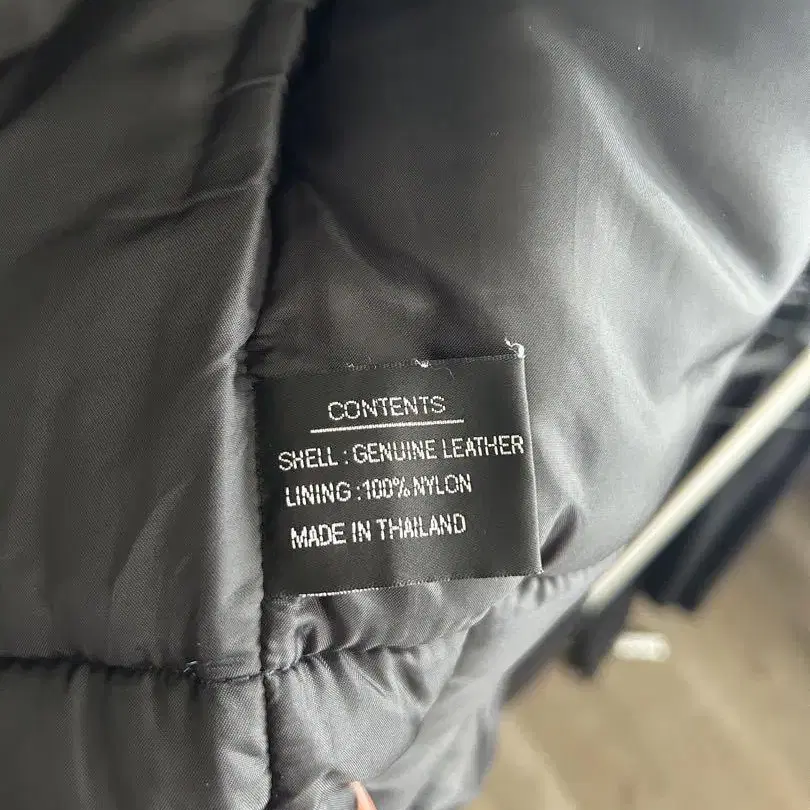 CONTENTS
SHELL : GENUINE LEATHER
LINING :100% NYLON
MADE IN THAILAND